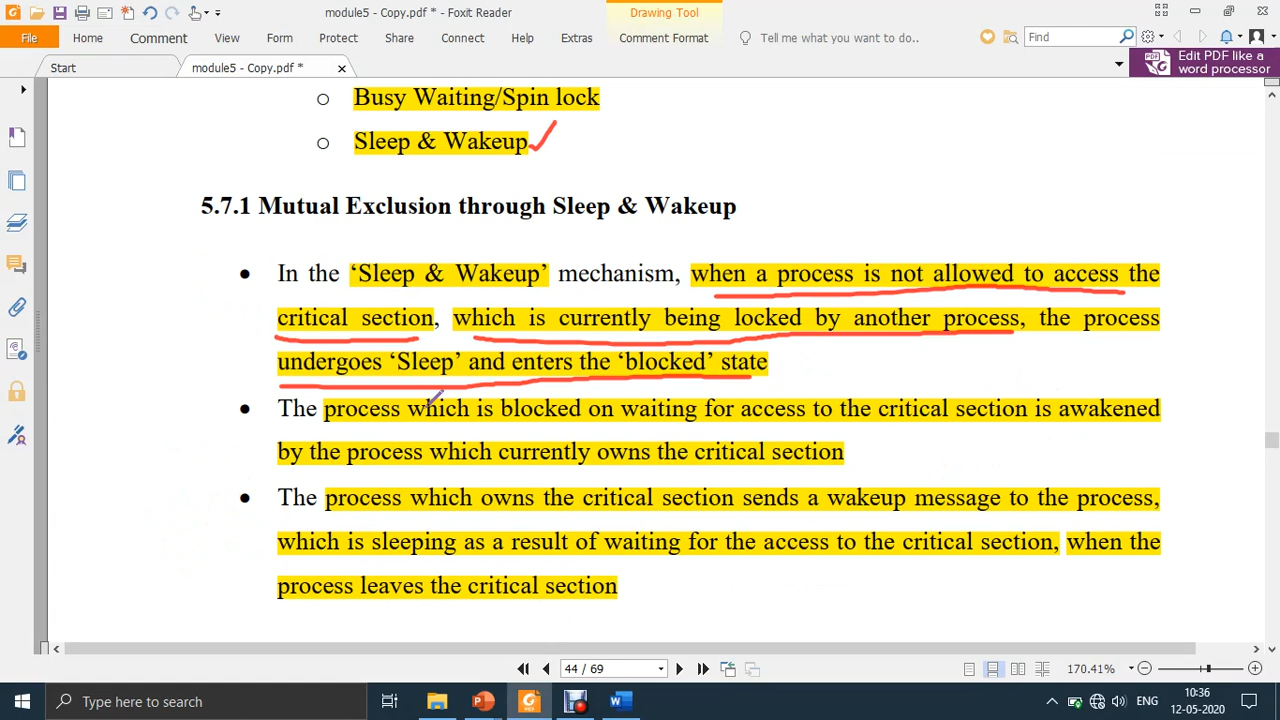 module5 - Copy.pdf * - Foxit Reader
Drawing Tool
File Home Comment View Form Protect Share Connect Help Extras Comment Format Tell me what you want to do.. Find
Start
module5 - Copy.pdf *
Edit PDF like a
word processor
o Busy Waiting/Spin lock
o Sleep & Wakeup
5.7.1 Mutual Exclusion through Sleep & Wakeup
• In the ‘Sleep & Wakeup’ mechanism, when a process is not allowed to access the
critical section, which is currently being locked by another process, the process
undergoes ‘Sleep’ and enters the ‘blocked’ state
• The process which is blocked on waiting for access to the critical section is awakened
by the process which currently owns the critical section
• The process which owns the critical section sends a wakeup message to the process,
which is sleeping as a result of waiting for the access to the critical section, when the
process leaves the critical section
44 / 69
170.41%
Type here to search
ENG
10:36
12-05-2020